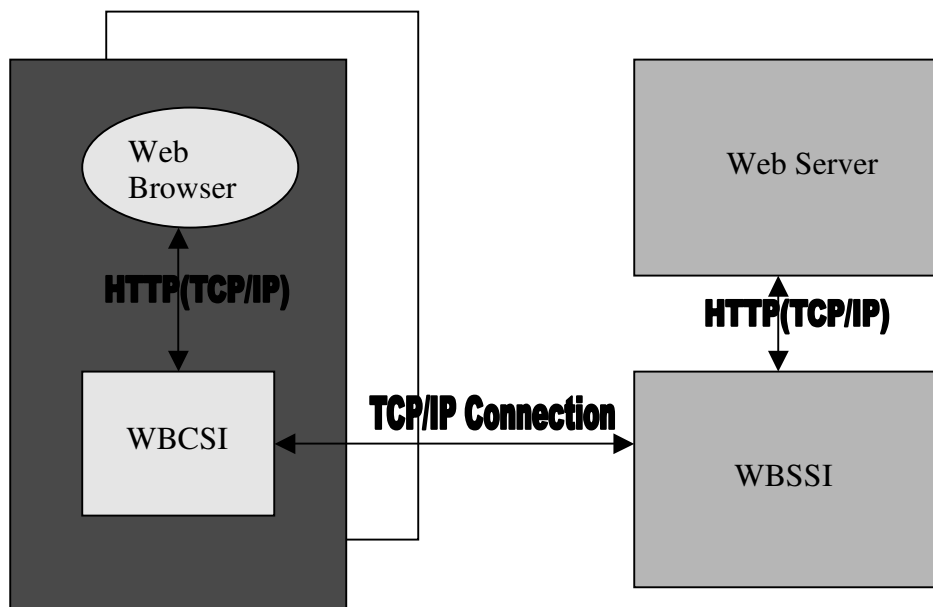 Web
Browser
HTTP(TCP/IP)
WBCSI
TCP/IP Connection
Web Server
HTTP(TCP/IP)
WBSSI